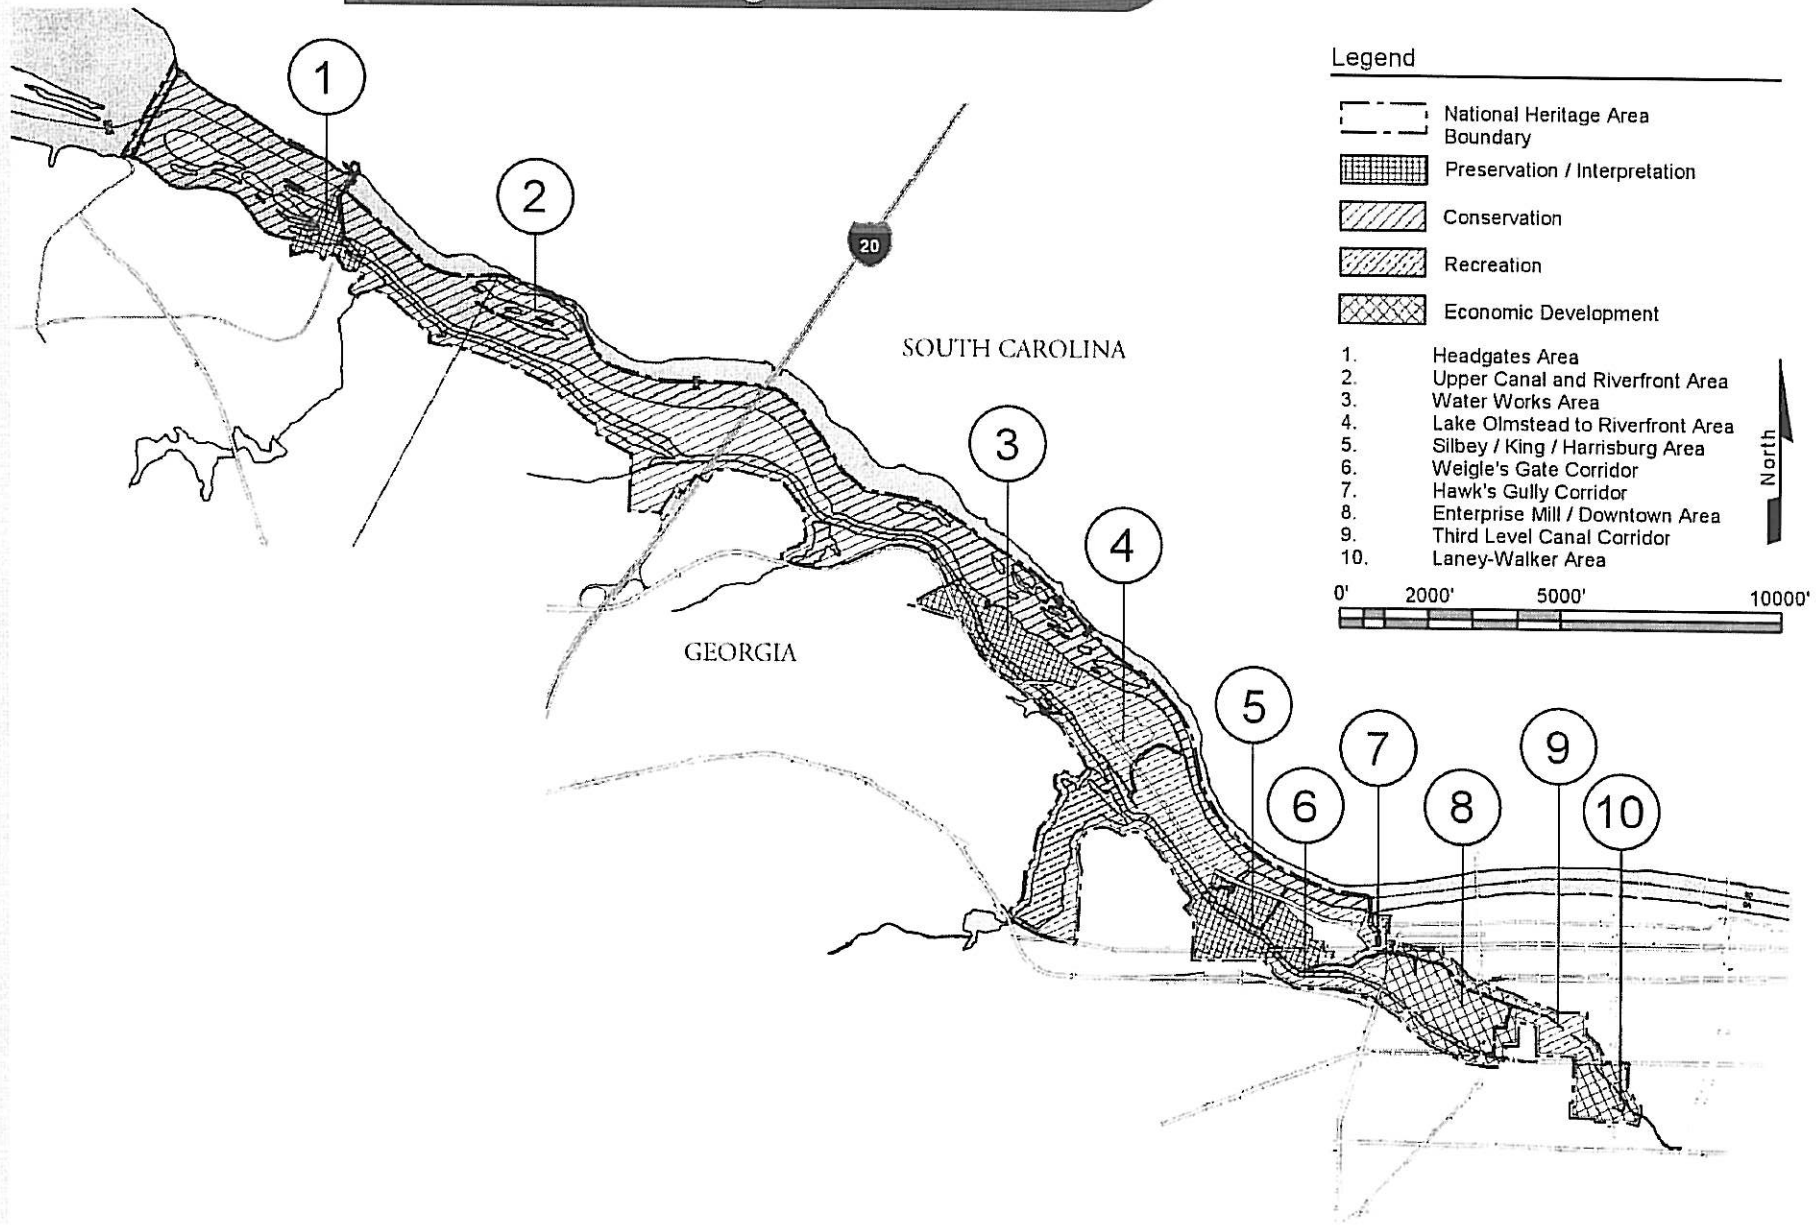 1
2
20
SOUTH CAROLINA
3
4
GEORGIA
5
6
7
8
9
10
Legend
National Heritage Area
Boundary
Preservation / Interpretation
Conservation
Recreation
Economic Development
1. Headgates Area
2. Upper Canal and Riverfront Area
3. Water Works Area
4. Lake Olmstead to Riverfront Area
5. Silbey / King / Harrisburg Area
6. Weigle's Gate Corridor
7. Hawk's Gully Corridor
8. Enterprise Mill / Downtown Area
9. Third Level Canal Corridor
10. Laney-Walker Area
North
0' 2000' 5000' 10000'